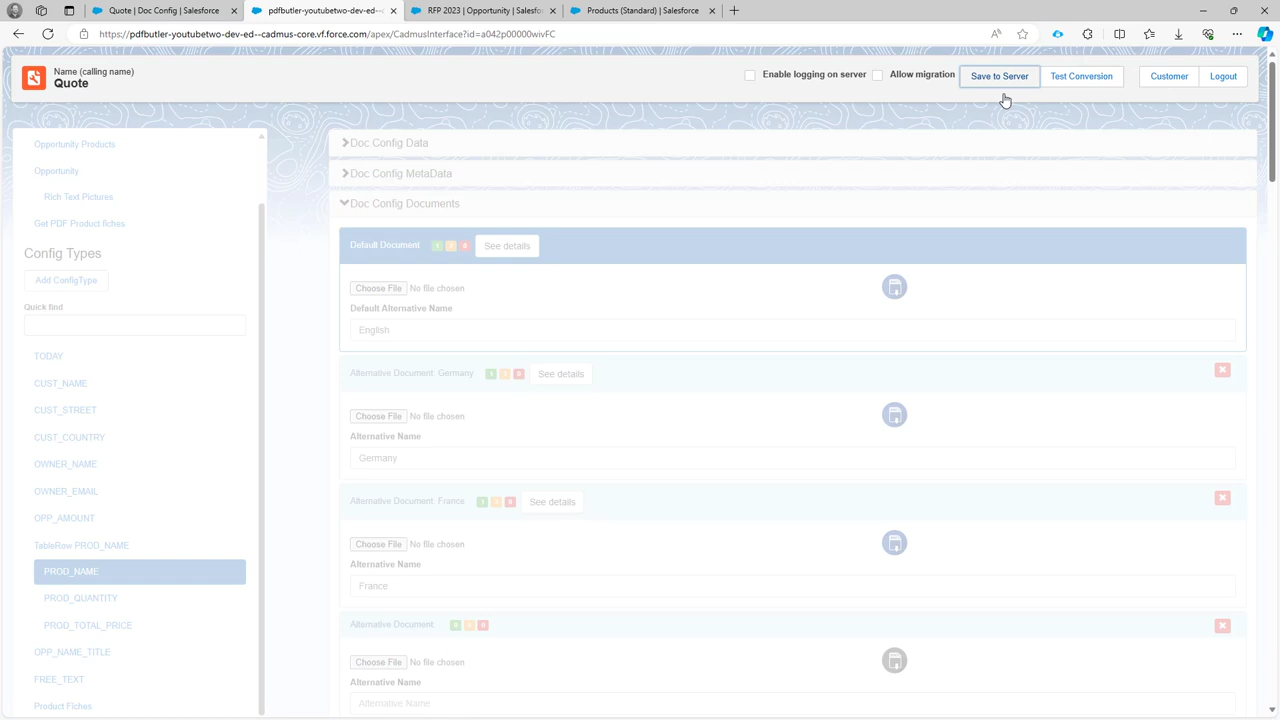 Quote | Doc Config | Salesforce
pdfbutler-youtubetwo-dev-ed--
RFP 2023 | Opportunity | Salesfo
Products (Standard) | Salesforce
https://pdfbutler-youtubetwo-dev-ed--cadmus-core.vf.force.com/apex/CadmusInterface?id=a042p00000wivFC
Name (calling name)
Quote
Enable logging on server
Allow migration
Save to Server
Test Conversion
Customer
Logout
Opportunity Products
Opportunity
Rich Text Pictures
Get PDF Product fiches
Config Types
Add ConfigType
Quick find
TODAY
CUST_NAME
CUST_STREET
CUST_COUNTRY
OWNER_NAME
OWNER_EMAIL
OPP_AMOUNT
TableRow PROD_NAME
PROD_NAME
PROD_QUANTITY
PROD_TOTAL_PRICE
OPP_NAME_TITLE
FREE_TEXT
Product Fiches
Doc Config Data
Doc Config MetaData
Doc Config Documents
Default Document
See details
Choose File No file chosen
Default Alternative Name
English
Alternative Document: Germany
See details
Choose File No file chosen
Alternative Name
Germany
Alternative Document: France
See details
Choose File No file chosen
Alternative Name
France
Alternative Document:
Choose File No file chosen
Alternative Name
Alternative Name